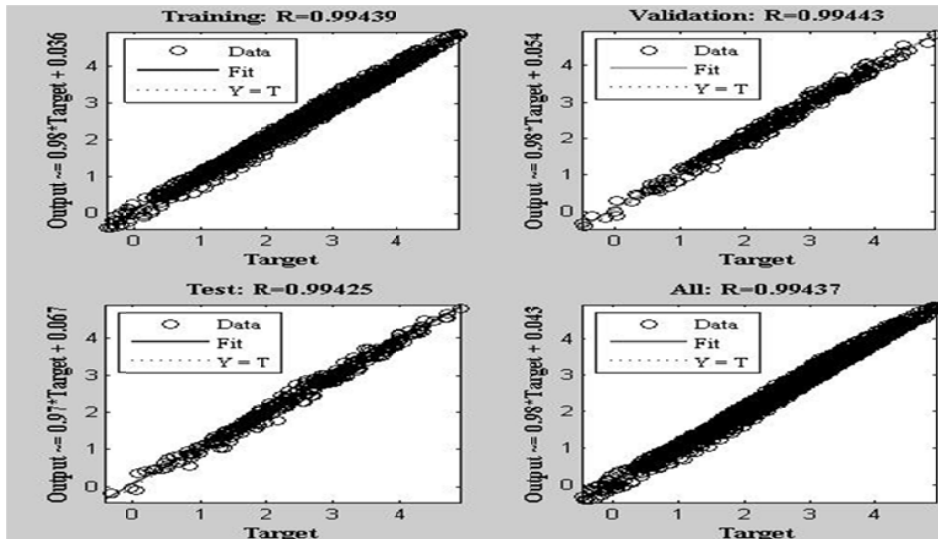 Training: R=0.99439
Output ~= 0.98*Target + 0.036
Data
Fit
Y = T
4
3
2
1
0
0 1 2 3 4
Target
Validation: R=0.99443
Output ~= 0.98*Target + 0.054
Data
Fit
Y = T
4
3
2
1
0
0 1 2 3 4
Target
Test: R=0.99425
Output ~= 0.97*Target + 0.067
Data
Fit
Y = T
4
3
2
1
0
0 1 2 3 4
Target
All: R=0.99437
Output ~= 0.98*Target + 0.043
Data
Fit
Y = T
4
3
2
1
0
0 1 2 3 4
Target